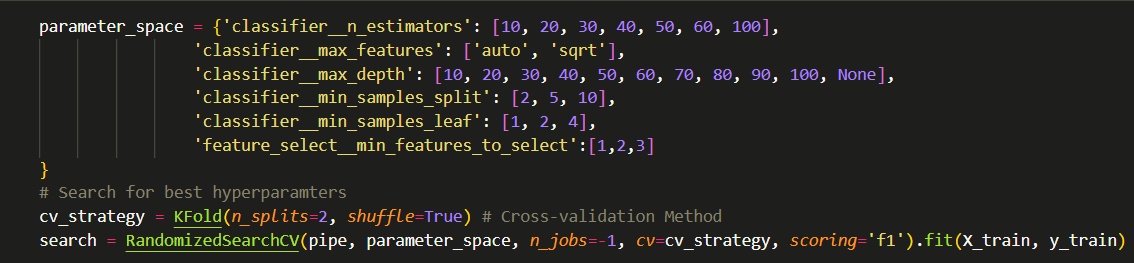 parameter_space = {'classifier__n_estimators': [10, 20, 30, 40, 50, 60, 100],
'classifier__max_features': ['auto', 'sqrt'],
'classifier__max_depth': [10, 20, 30, 40, 50, 60, 70, 80, 90, 100, None],
'classifier__min_samples_split': [2, 5, 10],
'classifier__min_samples_leaf': [1, 2, 4],
'feature_select__min_features_to_select':[1,2,3]
}
# Search for best hyperparamters
cv_strategy = KFold(n_splits=2, shuffle=True) # Cross-validation Method
search = RandomizedSearchCV(pipe, parameter_space, n_jobs=-1, cv=cv_strategy, scoring='f1').fit(X_train, y_train)